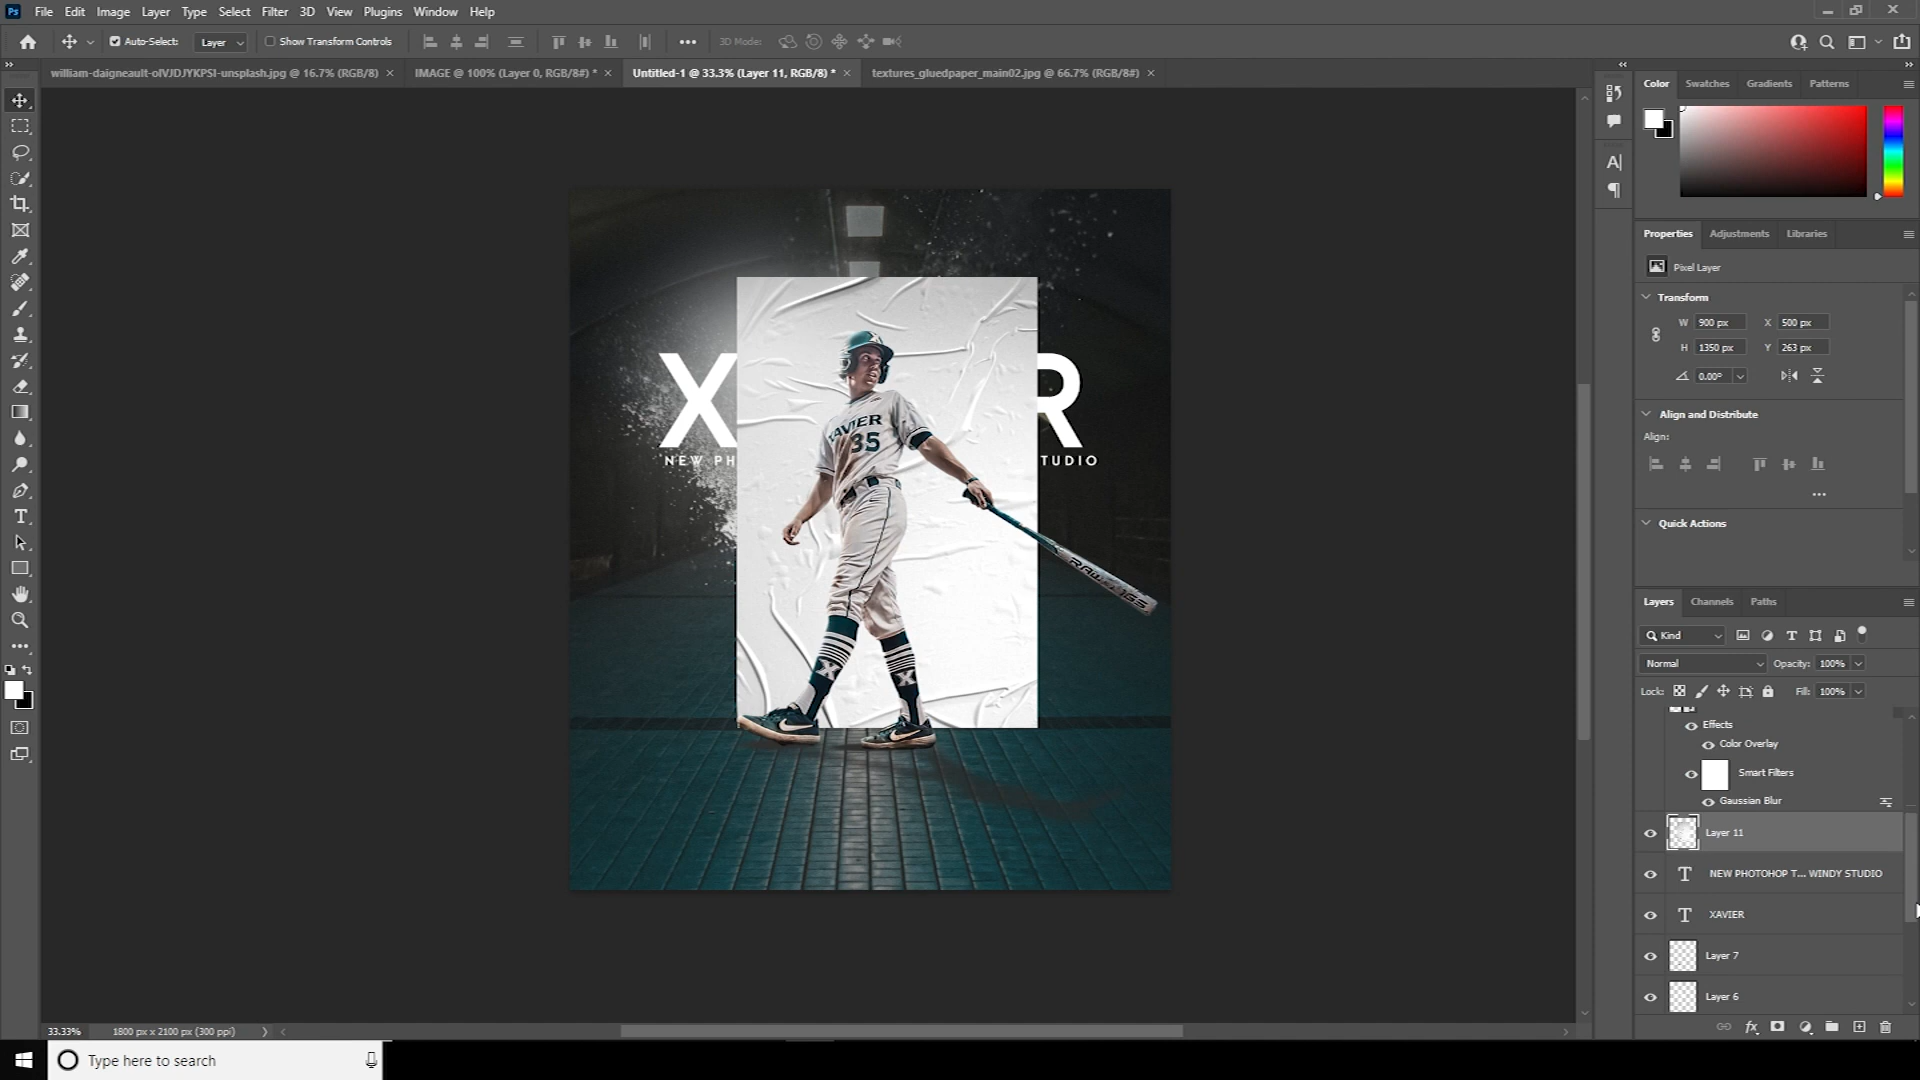 Ps File Edit Image Layer Type Select Filter 3D View Plugins Window Help
Auto-Select: Layer Show Transform Controls 3D Mode:
william-daigneault-oIVJDJYKPSI-unsplash.jpg @ 16.7% (RGB/8) IMAGE @ 100% (Layer 0, RGB/8#) * Untitled-1 @ 33.3% (Layer 11, RGB/8) * textures_gluedpaper_main02.jpg @ 66.7% (RGB/8#)
Color Swatches Gradients Patterns
Properties Adjustments Libraries
Pixel Layer
Transform
W 900 px X 500 px
H 1350 px Y 263 px
0.00°
Align and Distribute
Align:
Quick Actions
Layers Channels Paths
Kind
Normal Opacity: 100%
Lock: Fill: 100%
Effects
Color Overlay
Smart Filters
Gaussian Blur
Layer 11
NEW PHOTOHOP T... WINDY STUDIO
XAVIER
Layer 7
Layer 6
X R
NEW PH TUDIO
XAVIER
35
RAWLINGS
X X
33.33% 1800 px x 2100 px (300 ppi)
Type here to search